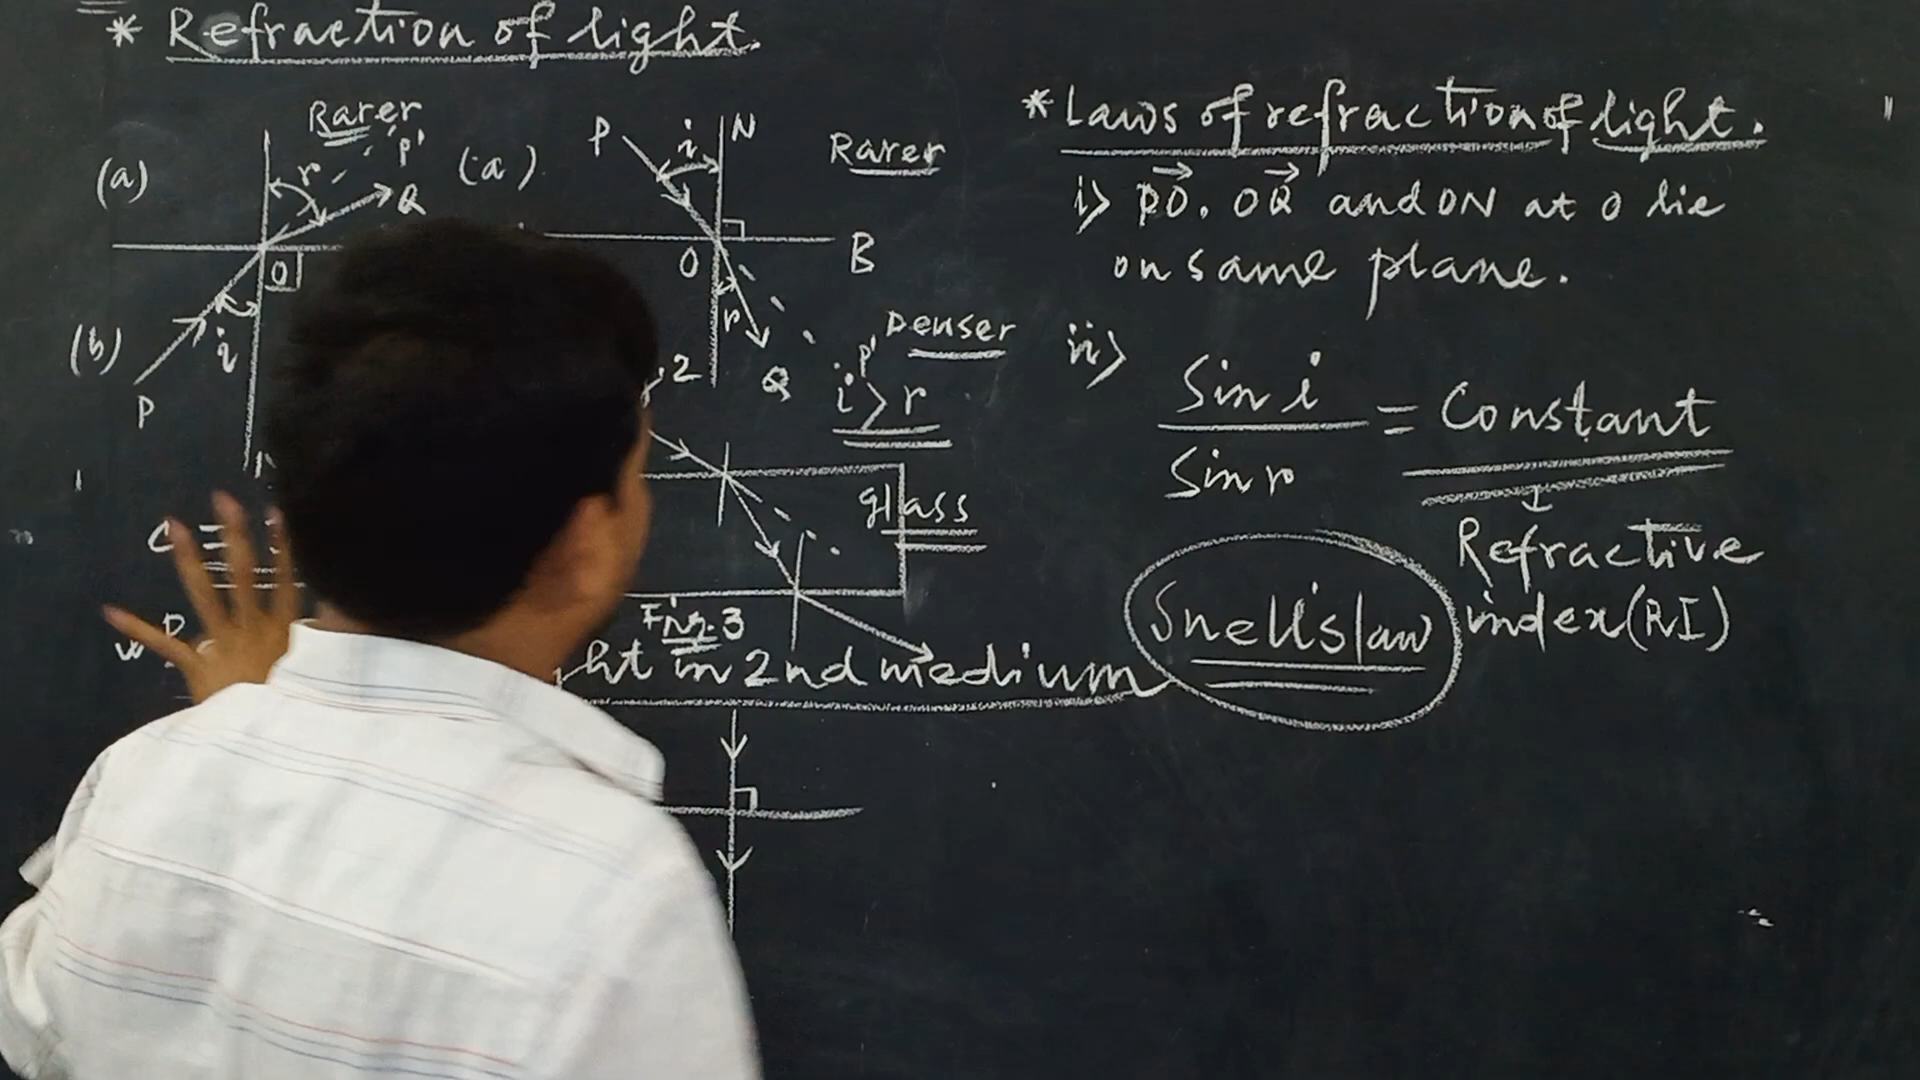 * Refraction of light.
Rarer
(a)
r
P'
Q
O
i
(b)
P
(a)
P
i
N
Rarer
B
O
r
Denser
P'
2
Q
i > r
glass
Fig. 3
in 2nd medium
* Laws of refraction of light.
i> PO, OQ and ON at O lie
on same plane.
ii>
Sin i
= Constant
Sin r
Refractive
index (RI)
Snell's law